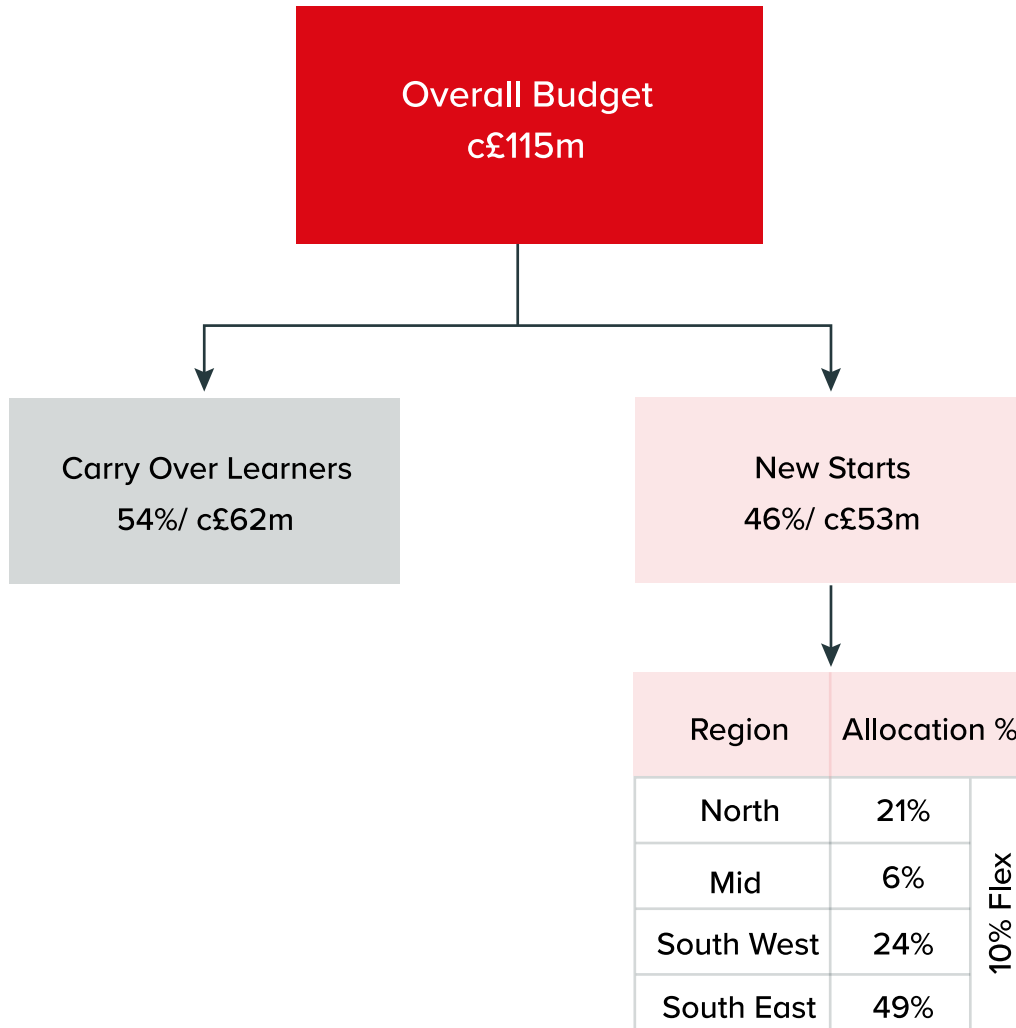 Overall Budget
c£115m
Carry Over Learners
54%/ c£62m
New Starts
46%/ c£53m
Region Allocation %
North 21%
Mid 6%
South West 24%
South East 49%
10% Flex